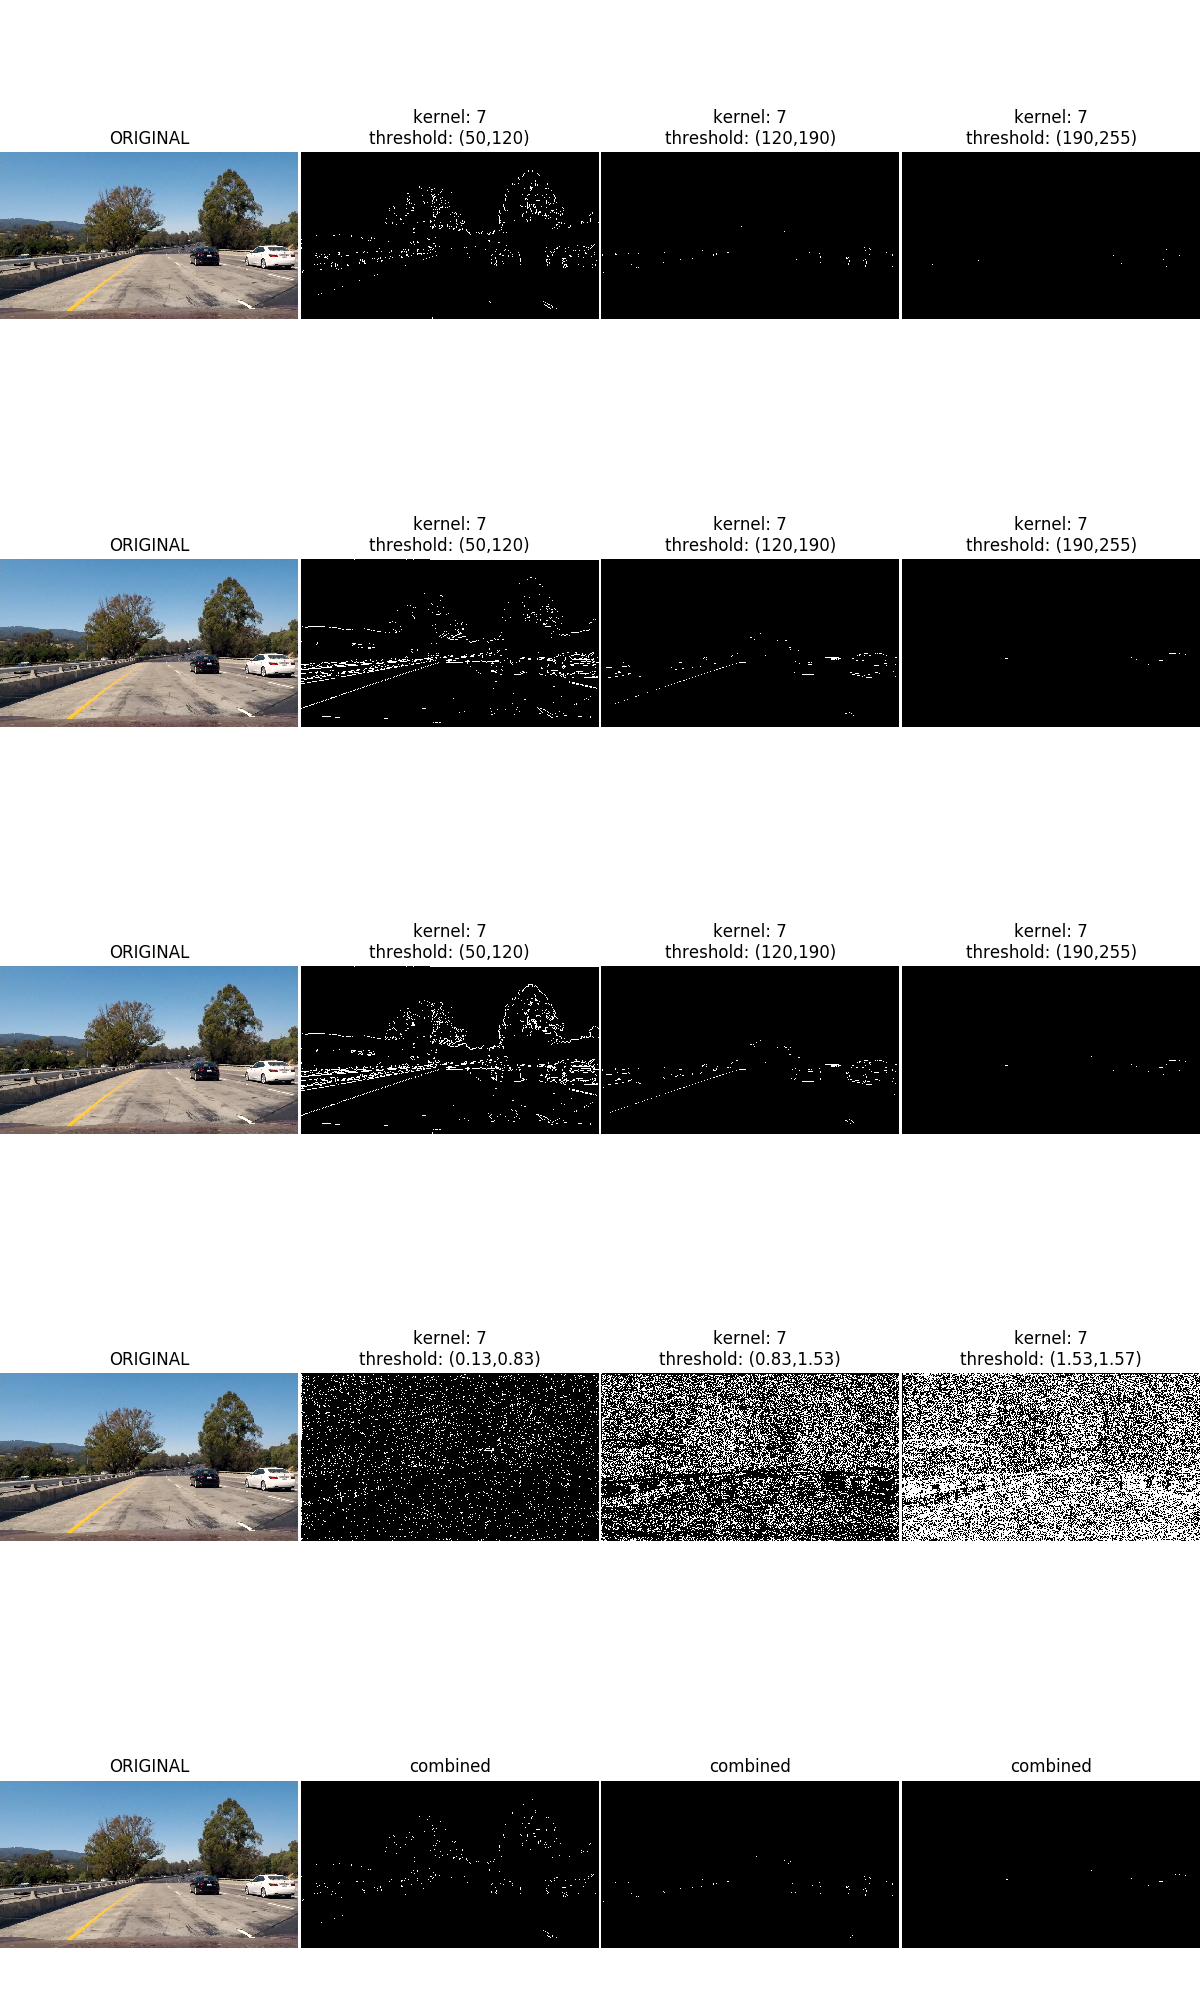 ORIGINAL
kernel: 7
threshold: (50,120)
kernel: 7
threshold: (120,190)
kernel: 7
threshold: (190,255)
ORIGINAL
kernel: 7
threshold: (50,120)
kernel: 7
threshold: (120,190)
kernel: 7
threshold: (190,255)
ORIGINAL
kernel: 7
threshold: (50,120)
kernel: 7
threshold: (120,190)
kernel: 7
threshold: (190,255)
ORIGINAL
kernel: 7
threshold: (0.13,0.83)
kernel: 7
threshold: (0.83,1.53)
kernel: 7
threshold: (1.53,1.57)
ORIGINAL
combined
combined
combined